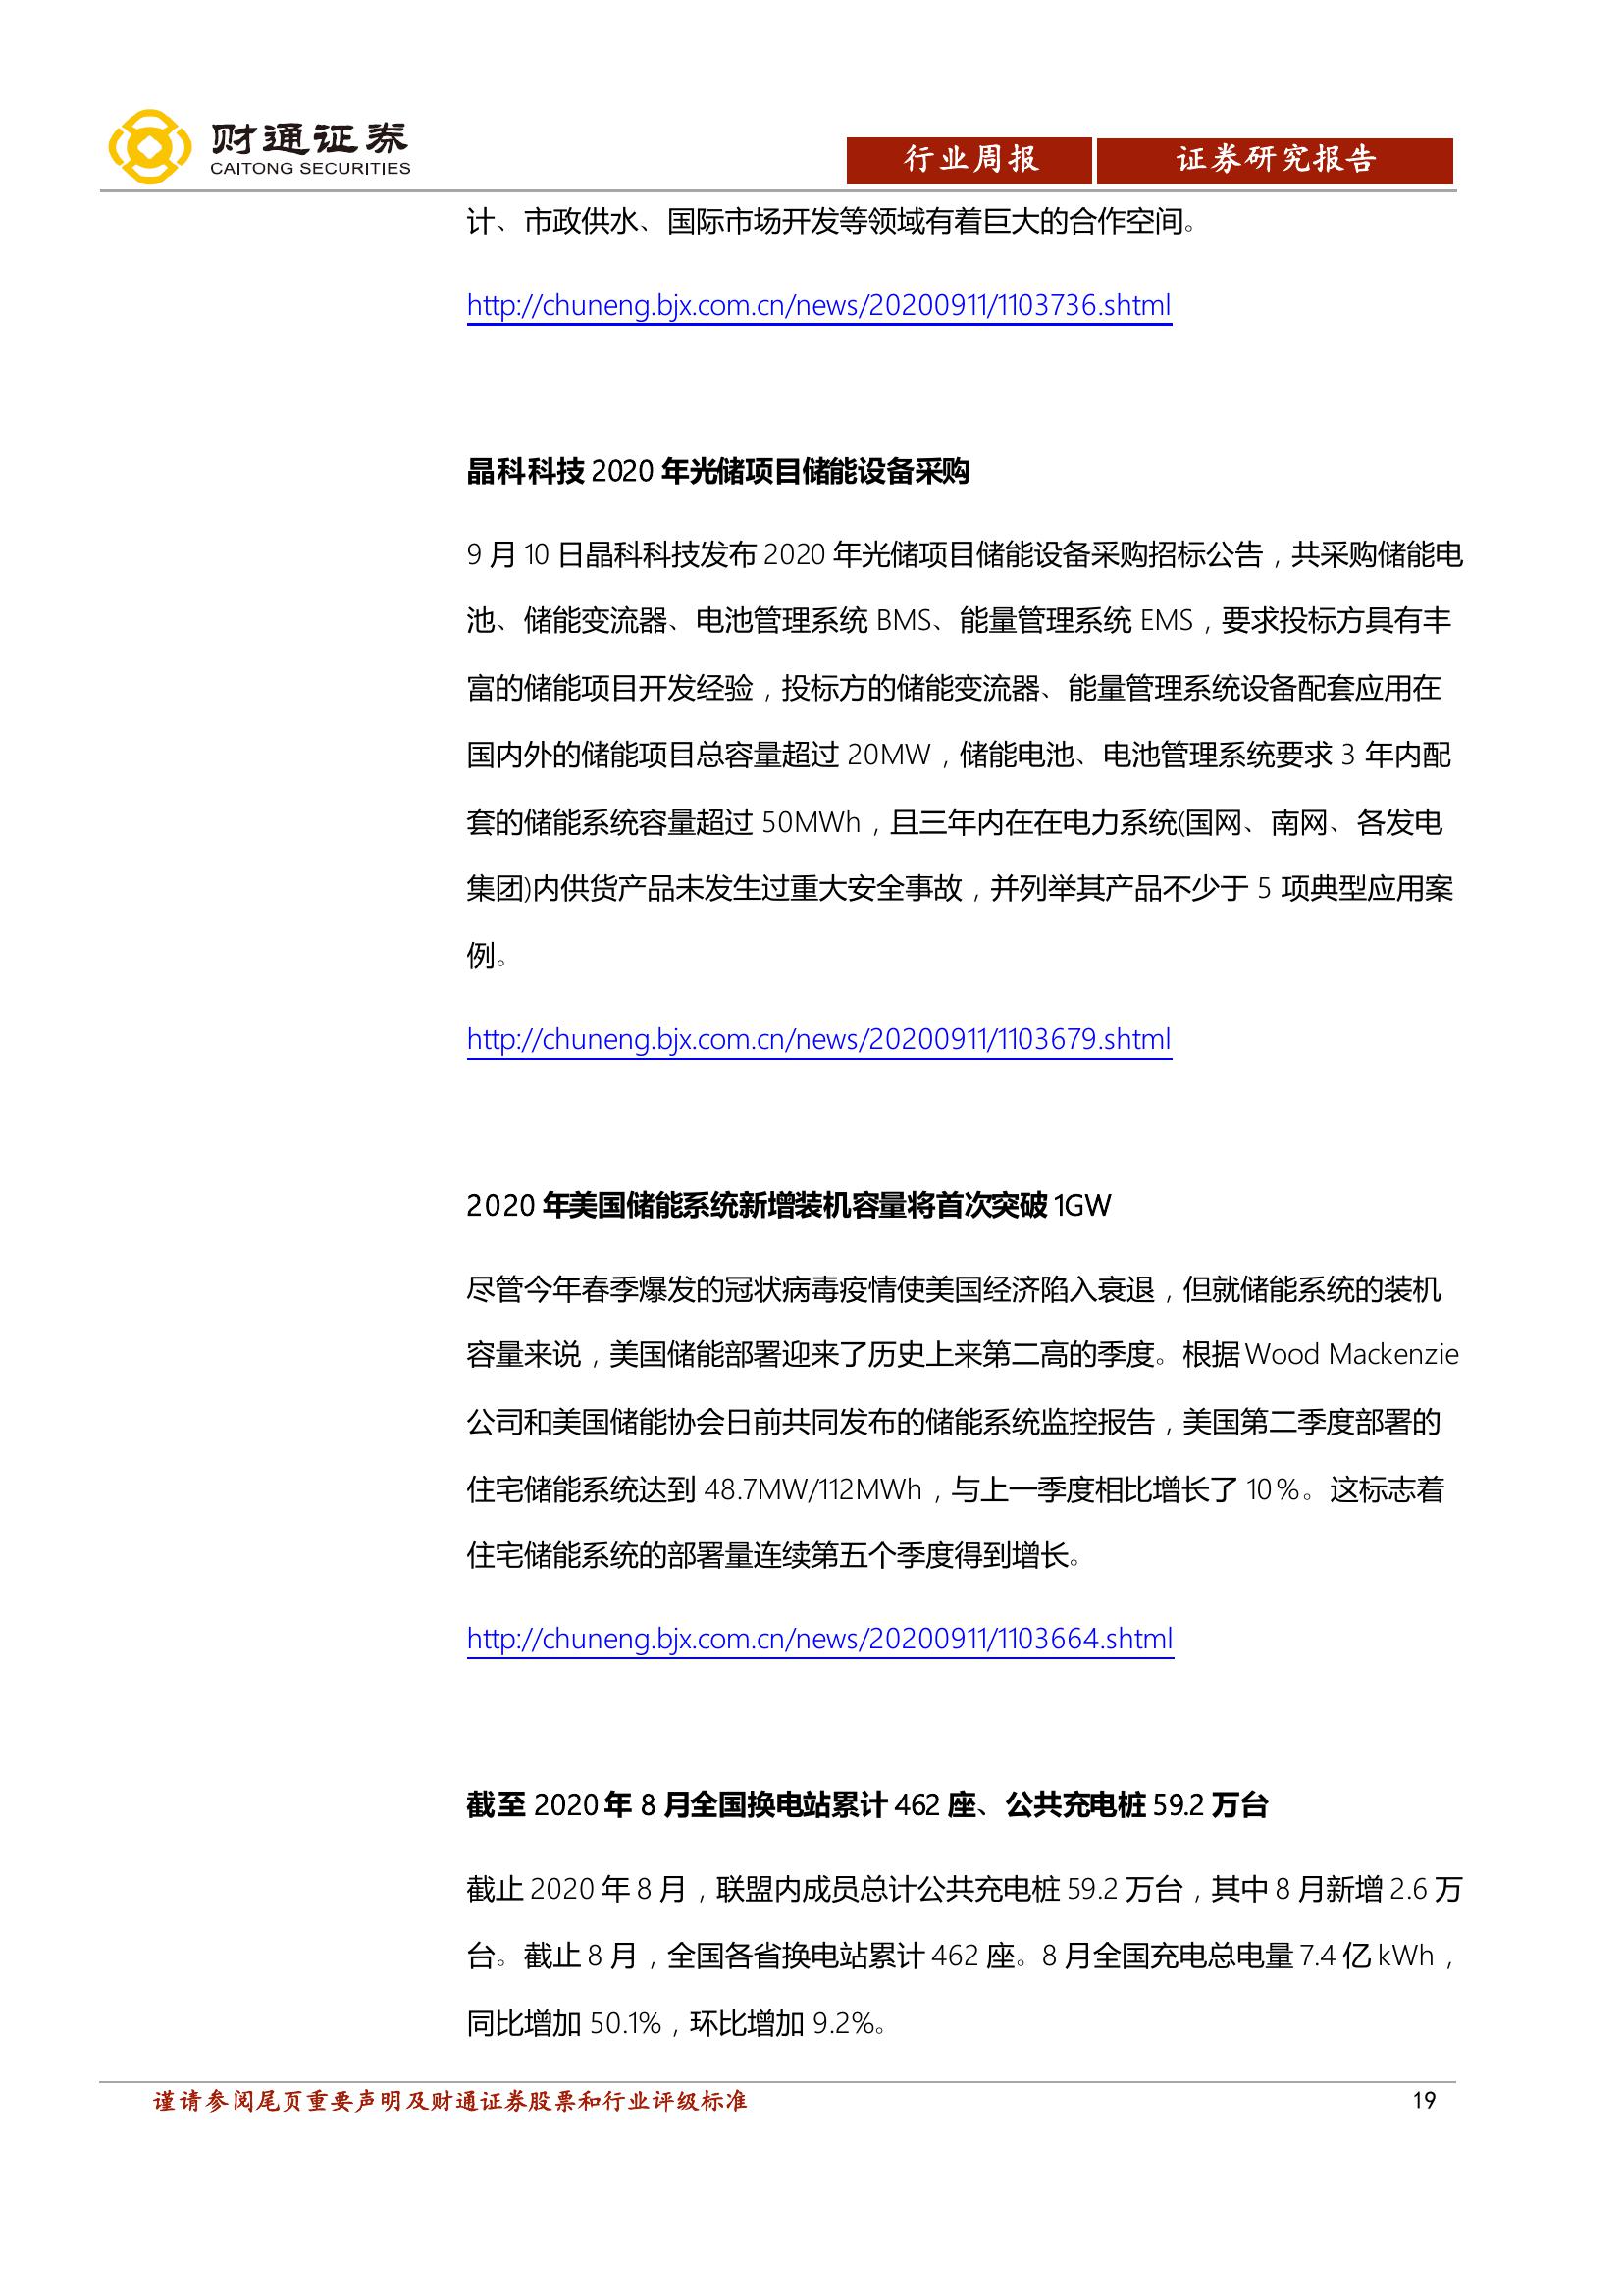 财通证券
CAITONG SECURITIES
行业周报
证券研究报告
计、市政供水、国际市场开发等领域有着巨大的合作空间。
http://chuneng.bjx.com.cn/news/20200911/1103736.shtml
晶科科技 2020 年光储项目储能设备采购
9 月 10 日晶科科技发布 2020 年光储项目储能设备采购招标公告，共采购储能电
池、储能变流器、电池管理系统 BMS、能量管理系统 EMS，要求投标方具有丰
富的储能项目开发经验，投标方的储能变流器、能量管理系统设备配套应用在
国内外的储能项目总容量超过 20MW，储能电池、电池管理系统要求 3 年内配
套的储能系统容量超过 50MWh，且三年内在在电力系统(国网、南网、各发电
集团)内供货产品未发生过重大安全事故，并列举其产品不少于 5 项典型应用案
例。
http://chuneng.bjx.com.cn/news/20200911/1103679.shtml
2020 年美国储能系统新增装机容量将首次突破 1GW
尽管今年春季爆发的冠状病毒疫情使美国经济陷入衰退，但就储能系统的装机
容量来说，美国储能部署迎来了历史上来第二高的季度。根据 Wood Mackenzie
公司和美国储能协会日前共同发布的储能系统监控报告，美国第二季度部署的
住宅储能系统达到 48.7MW/112MWh，与上一季度相比增长了 10%。这标志着
住宅储能系统的部署量连续第五个季度得到增长。
http://chuneng.bjx.com.cn/news/20200911/1103664.shtml
截至 2020 年 8 月全国换电站累计 462 座、公共充电桩 59.2 万台
截止 2020 年 8 月，联盟内成员总计公共充电桩 59.2 万台，其中 8 月新增 2.6 万
台。截止 8 月，全国各省换电站累计 462 座。8 月全国充电总电量 7.4 亿 kWh，
同比增加 50.1%，环比增加 9.2%。
谨请参阅尾页重要声明及财通证券股票和行业评级标准
19